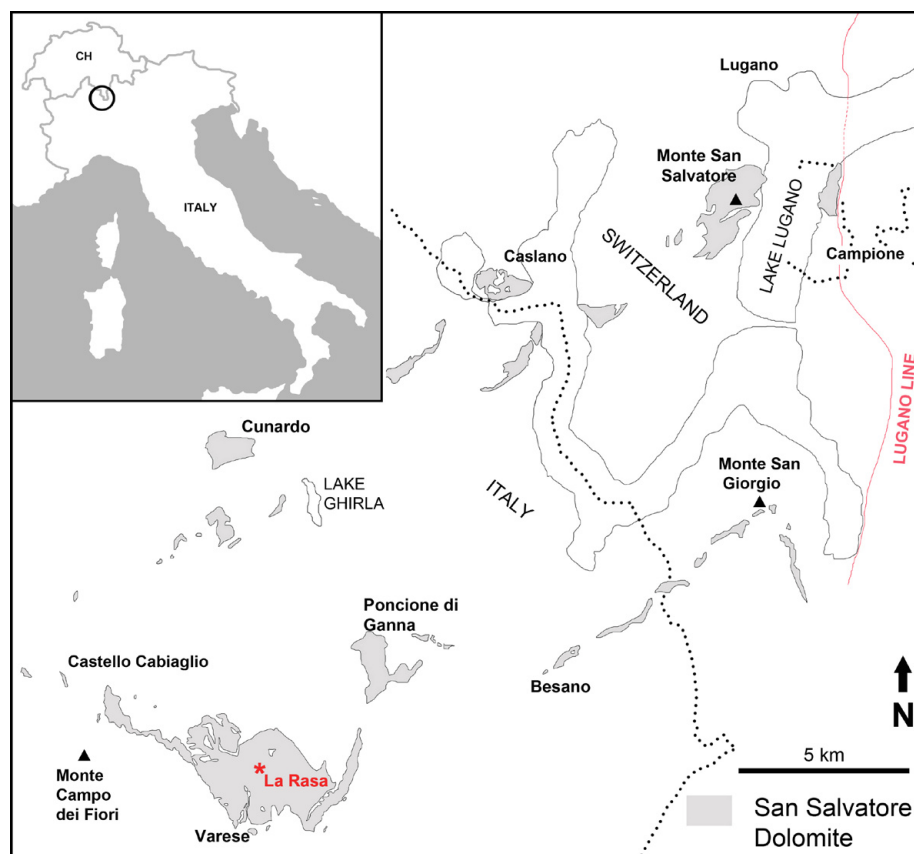 CH
ITALY
Lugano
Monte San
Salvatore
LAKE LUGANO
Campione
Caslano
SWITZERLAND
LUGANO LINE
Cunardo
LAKE
GHIRLA
ITALY
Monte San
Giorgio
Poncione di
Ganna
Castello Cabiaglio
Besano
N
Monte
Campo
dei Fiori
*La Rasa
Varese
5 km
San Salvatore
Dolomite